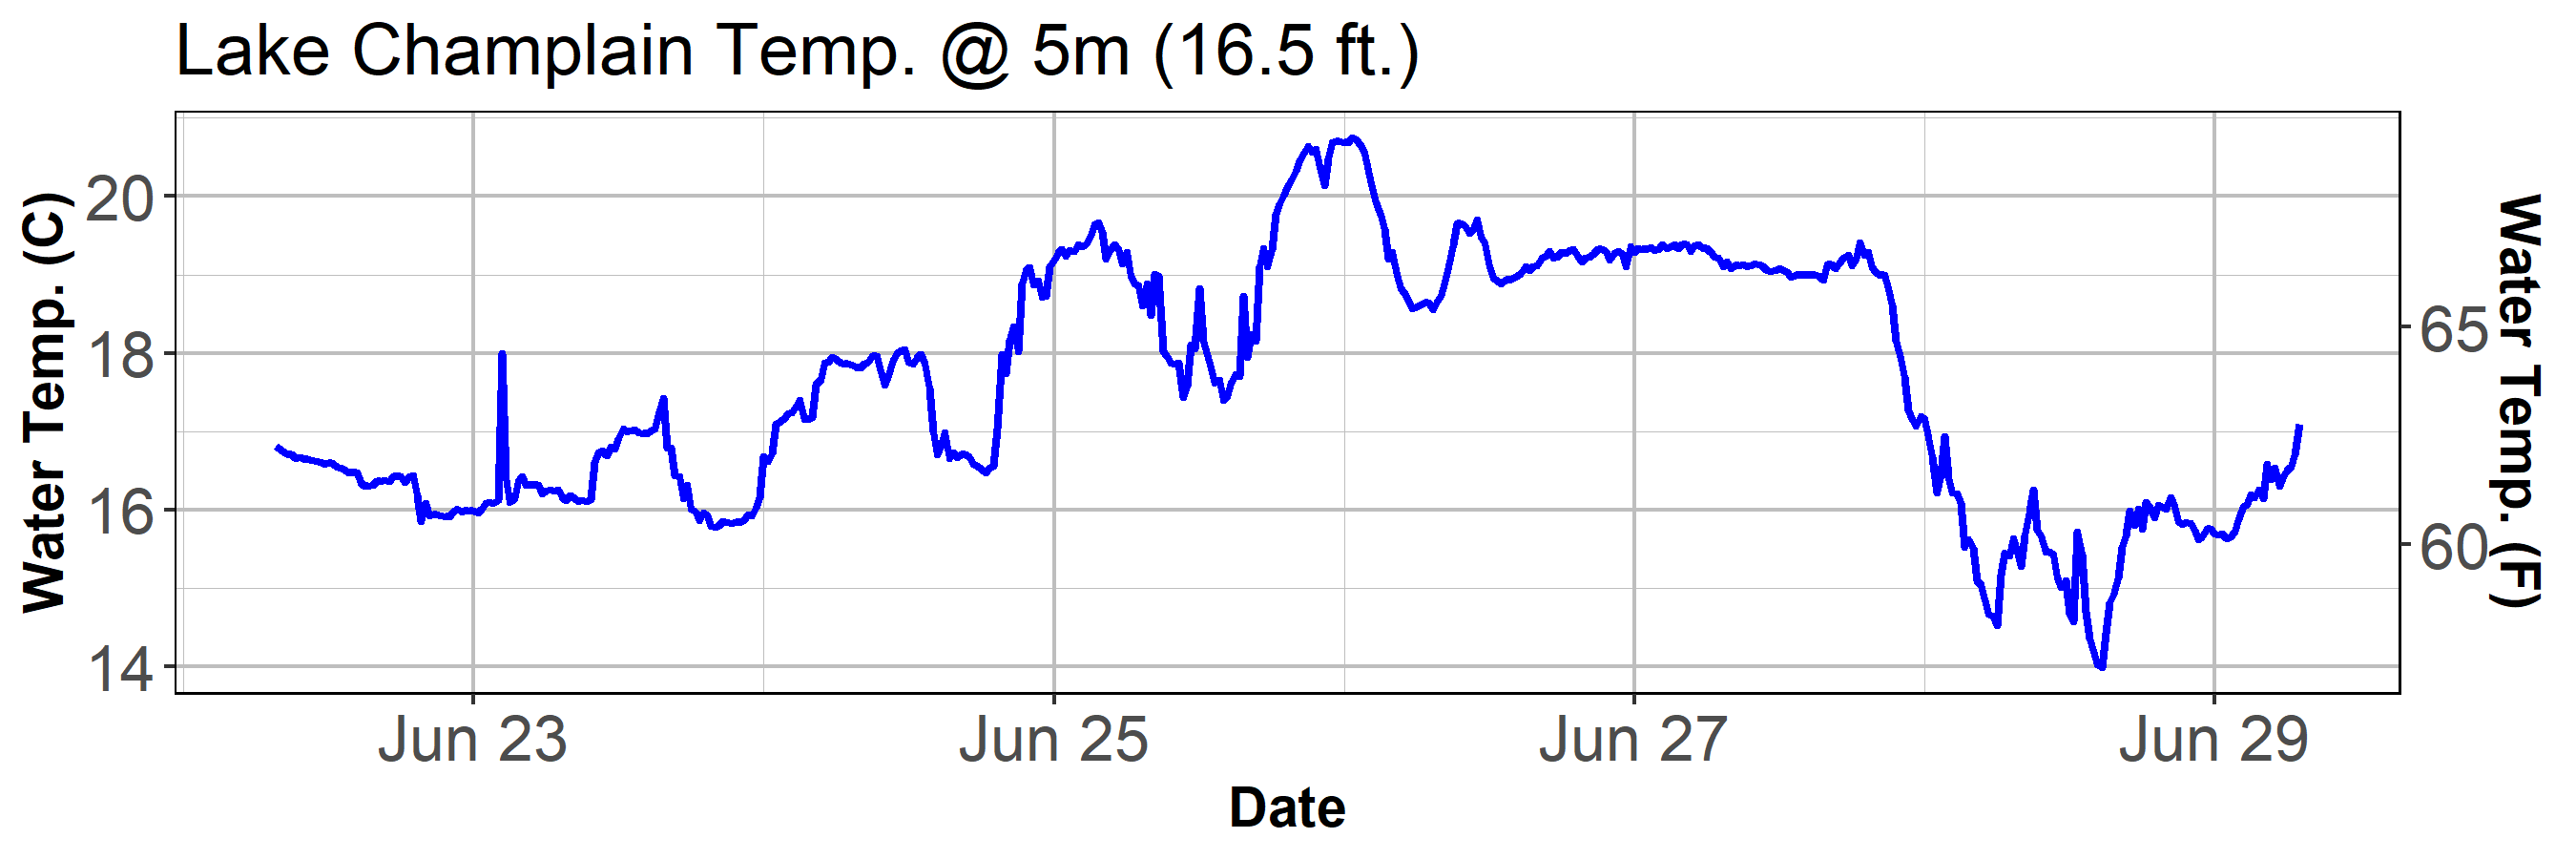 Lake Champlain Temp. @ 5m (16.5 ft.)
Water Temp. (C)
20
18
16
14
65
60
Water Temp. (F)
Jun 23
Jun 25
Jun 27
Jun 29
Date